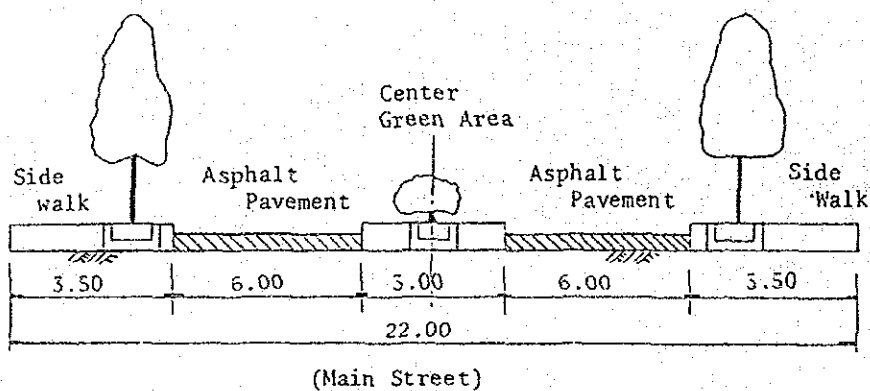 Center
Green Area
Side
walk
Asphalt
Pavement
Asphalt
Pavement
Side
Walk
3.50
6.00
3.00
6.00
3.50
22.00
(Main Street)